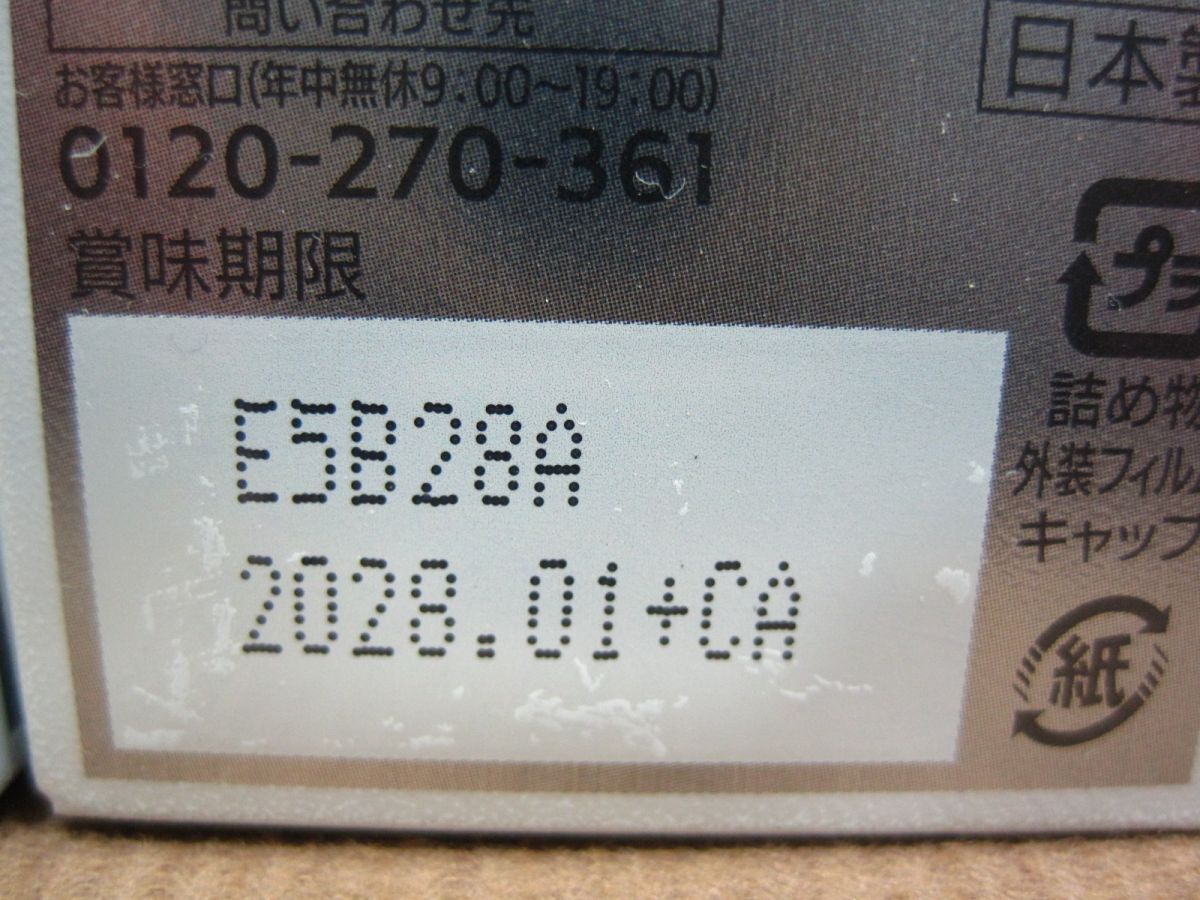 問い合わせ先
お客様窓口(年中無休9:00～19:00)
0120-270-361
賞味期限
E5B28A
2028.01+CA
日本製
プラ
詰め物
外装フィル
キャップ
紙